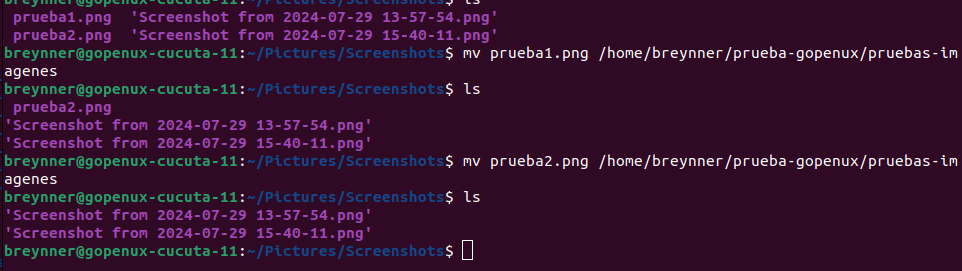 breynner@gopenux-cucuta-11:~/Pictures/Screenshots$ ls
 prueba1.png  'Screenshot from 2024-07-29 13-57-54.png'
 prueba2.png  'Screenshot from 2024-07-29 15-40-11.png'
breynner@gopenux-cucuta-11:~/Pictures/Screenshots$ mv prueba1.png /home/breynner/prueba-gopenux/pruebas-im
agenes
breynner@gopenux-cucuta-11:~/Pictures/Screenshots$ ls
 prueba2.png
'Screenshot from 2024-07-29 13-57-54.png'
'Screenshot from 2024-07-29 15-40-11.png'
breynner@gopenux-cucuta-11:~/Pictures/Screenshots$ mv prueba2.png /home/breynner/prueba-gopenux/pruebas-im
agenes
breynner@gopenux-cucuta-11:~/Pictures/Screenshots$ ls
'Screenshot from 2024-07-29 13-57-54.png'
'Screenshot from 2024-07-29 15-40-11.png'
breynner@gopenux-cucuta-11:~/Pictures/Screenshots$